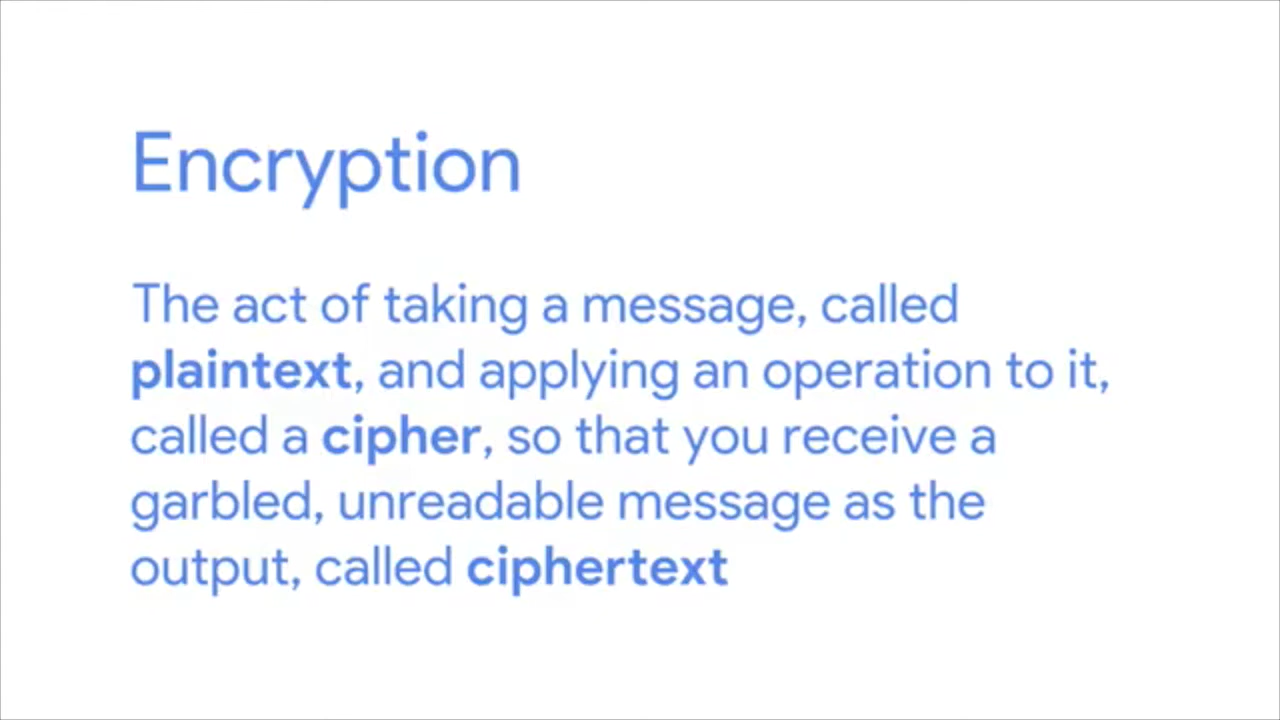 Encryption
The act of taking a message, called
plaintext, and applying an operation to it,
called a cipher, so that you receive a
garbled, unreadable message as the
output, called ciphertext